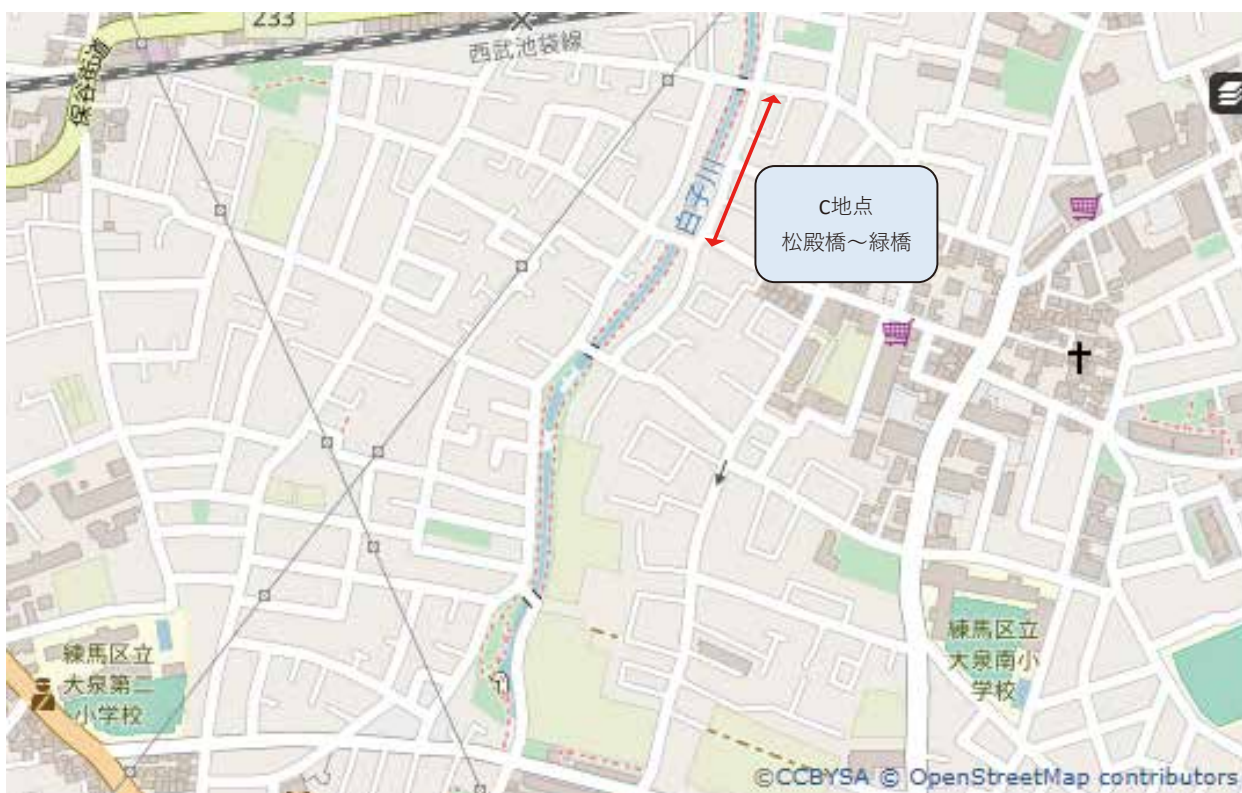 233
西武池袋線
保谷街道
白子川
C地点
松殿橋～緑橋
練馬区立
大泉第二
小学校
練馬区立
大泉南小
学校
©CCBYSA © OpenStreetMap contributors